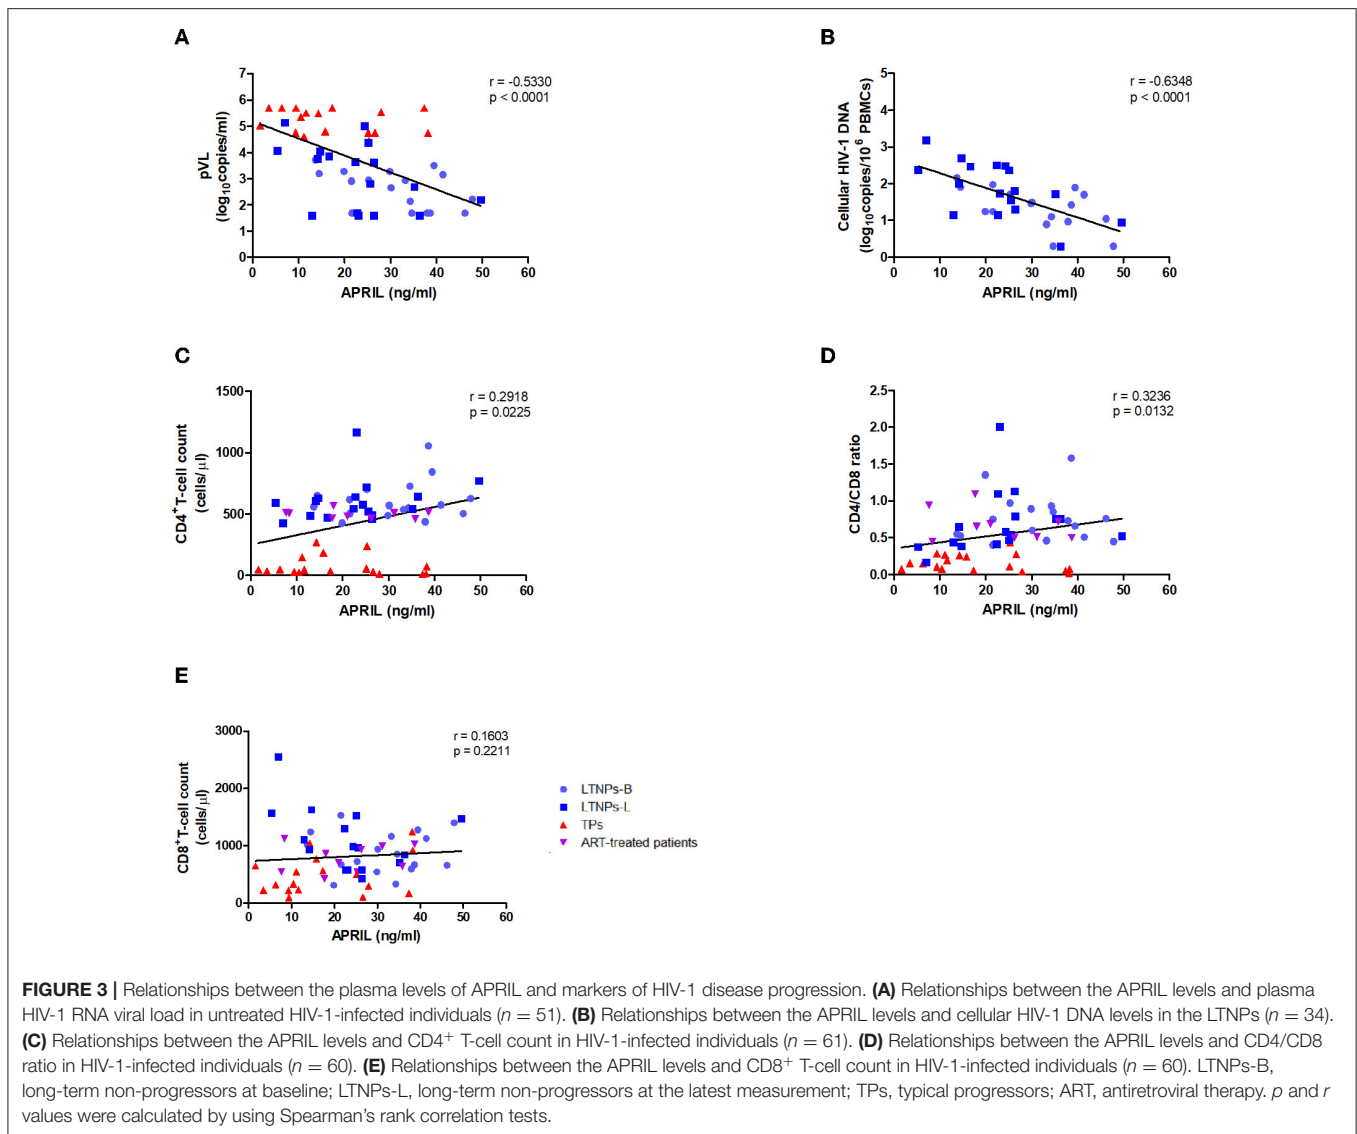 A
r = -0.5330
p < 0.0001
pVL
(log10copies/ml)
7
6
5
4
3
2
1
0
0 10 20 30 40 50 60
APRIL (ng/ml)
B
r = -0.6348
p < 0.0001
Cellular HIV-1 DNA
(log10copies/10^6 PBMCs)
5
4
3
2
1
0
0 10 20 30 40 50 60
APRIL (ng/ml)
C
r = 0.2918
p = 0.0225
CD4+T-cell count
(cells/μl)
1500
1000
500
0
0 10 20 30 40 50 60
APRIL (ng/ml)
D
r = 0.3236
p = 0.0132
CD4/CD8 ratio
2.5
2.0
1.5
1.0
0.5
0.0
0 10 20 30 40 50 60
APRIL (ng/ml)
E
r = 0.1603
p = 0.2211
CD8+T-cell count
(cells/μl)
3000
2000
1000
0
0 10 20 30 40 50 60
APRIL (ng/ml)
LTNPs-B
LTNPs-L
TPs
ART-treated patients
FIGURE 3 | Relationships between the plasma levels of APRIL and markers of HIV-1 disease progression. (A) Relationships between the APRIL levels and plasma
HIV-1 RNA viral load in untreated HIV-1-infected individuals (n = 51). (B) Relationships between the APRIL levels and cellular HIV-1 DNA levels in the LTNPs (n = 34).
(C) Relationships between the APRIL levels and CD4+ T-cell count in HIV-1-infected individuals (n = 61). (D) Relationships between the APRIL levels and CD4/CD8
ratio in HIV-1-infected individuals (n = 60). (E) Relationships between the APRIL levels and CD8+ T-cell count in HIV-1-infected individuals (n = 60). LTNPs-B,
long-term non-progressors at baseline; LTNPs-L, long-term non-progressors at the latest measurement; TPs, typical progressors; ART, antiretroviral therapy. p and r
values were calculated by using Spearman's rank correlation tests.